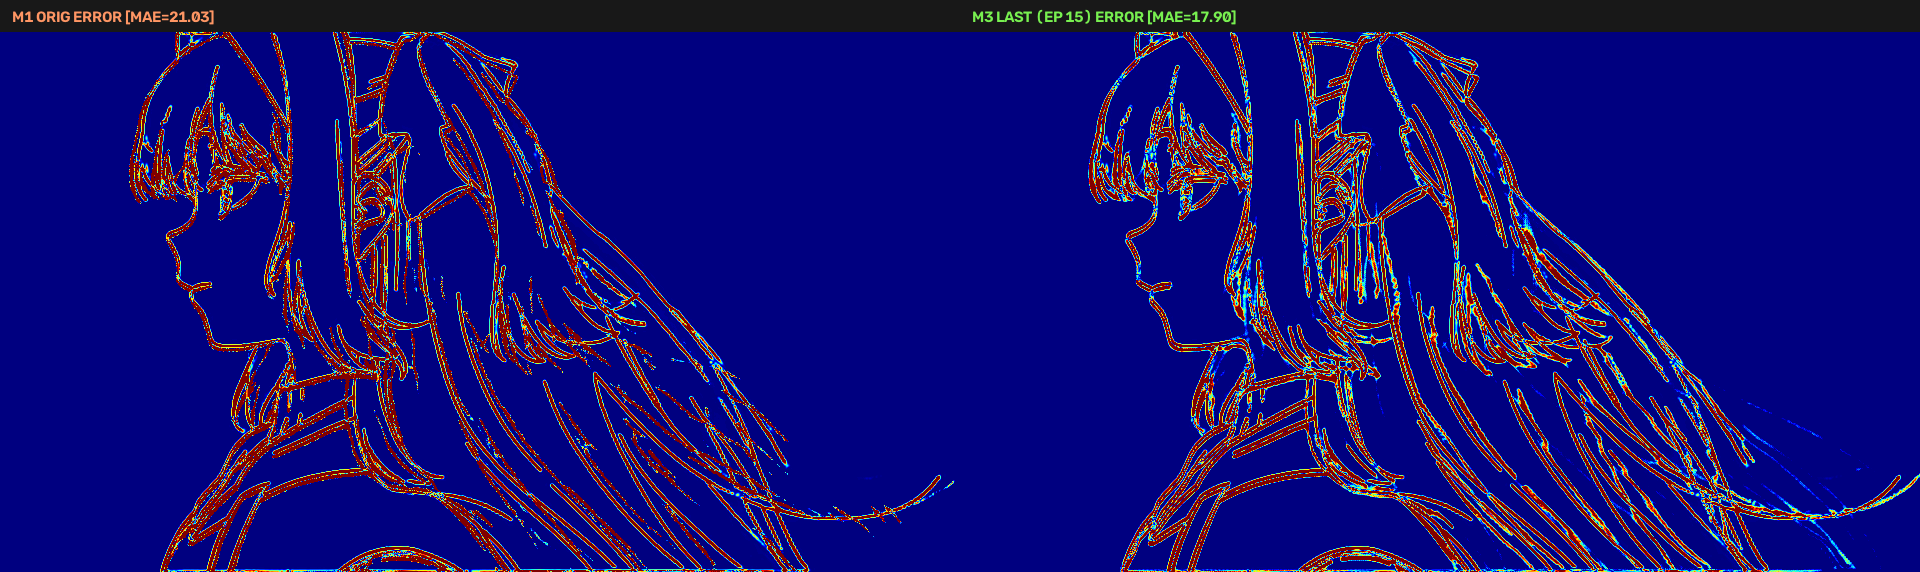 M1 ORIG ERROR [MAE=21.03]
M3 LAST (EP 15) ERROR [MAE=17.90]